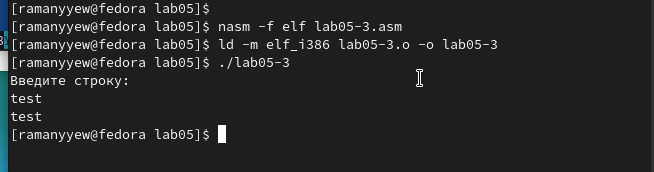 [ramanyyew@fedora lab05]$
[ramanyyew@fedora lab05]$ nasm -f elf lab05-3.asm
[ramanyyew@fedora lab05]$ ld -m elf_i386 lab05-3.o -o lab05-3
[ramanyyew@fedora lab05]$ ./lab05-3
Введите строку:
test
test
[ramanyyew@fedora lab05]$